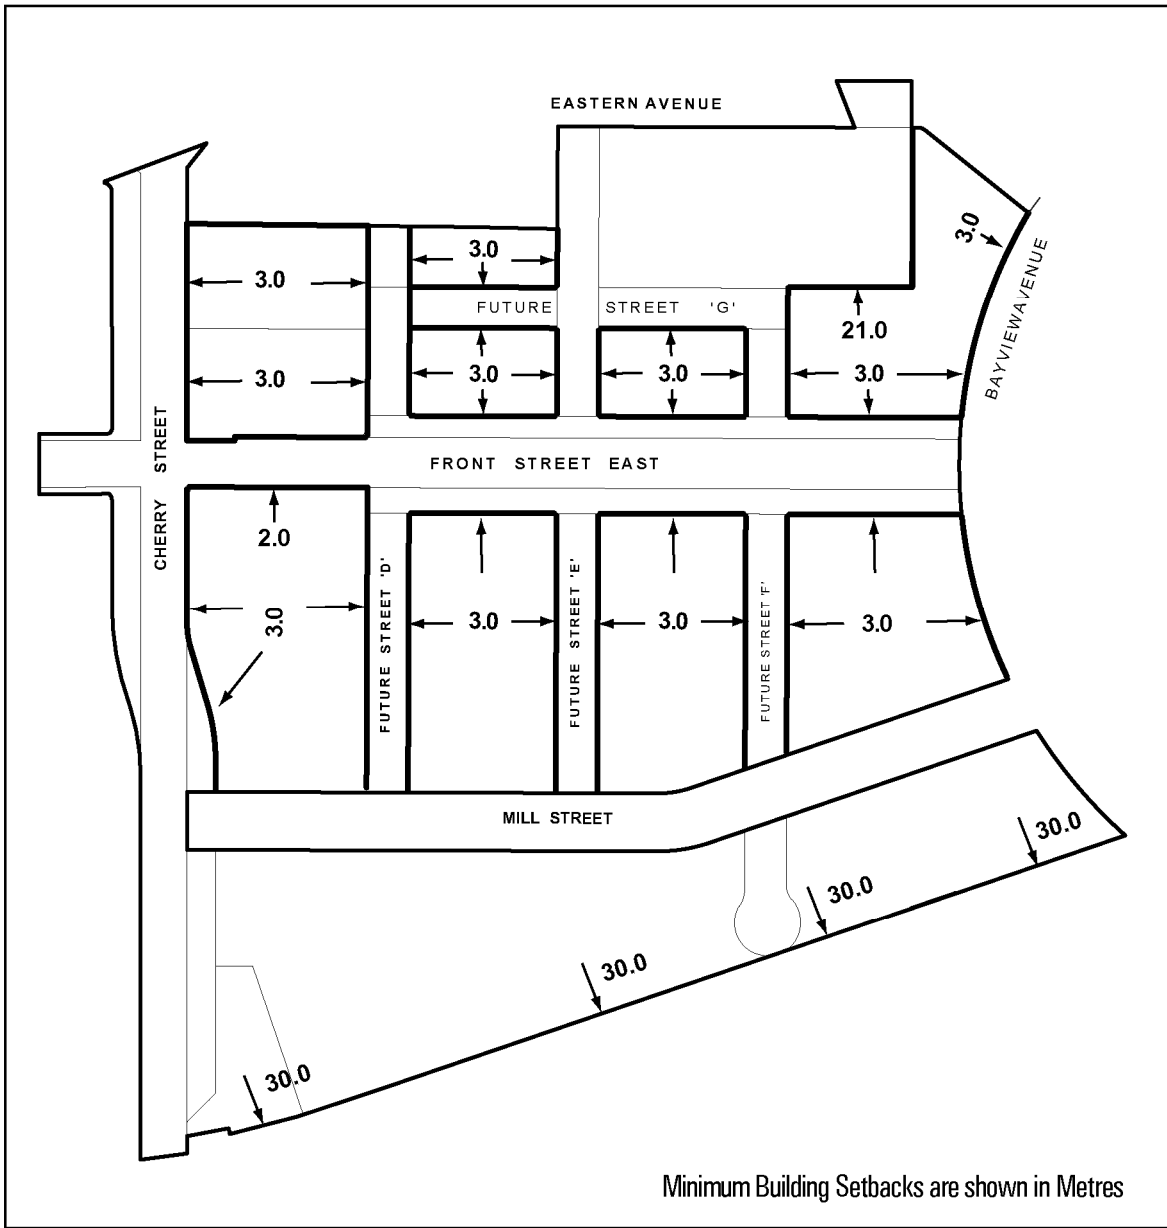 EASTERN AVENUE
3.0
3.0
3.0
BAYVIEWAVENUE
FUTURE STREET 'G'
21.0
3.0
3.0
3.0
3.0
CHERRY STREET
FRONT STREET EAST
2.0
3.0
3.0
3.0
3.0
FUTURE STREET 'D'
FUTURE STREET 'E'
FUTURE STREET 'F'
MILL STREET
30.0
30.0
30.0
30.0
Minimum Building Setbacks are shown in Metres